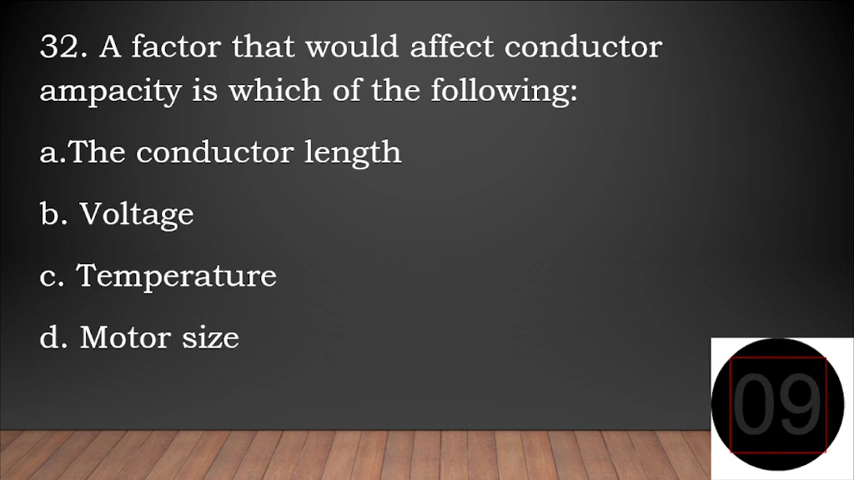 32. A factor that would affect conductor
ampacity is which of the following:
a.The conductor length
b. Voltage
c. Temperature
d. Motor size
09